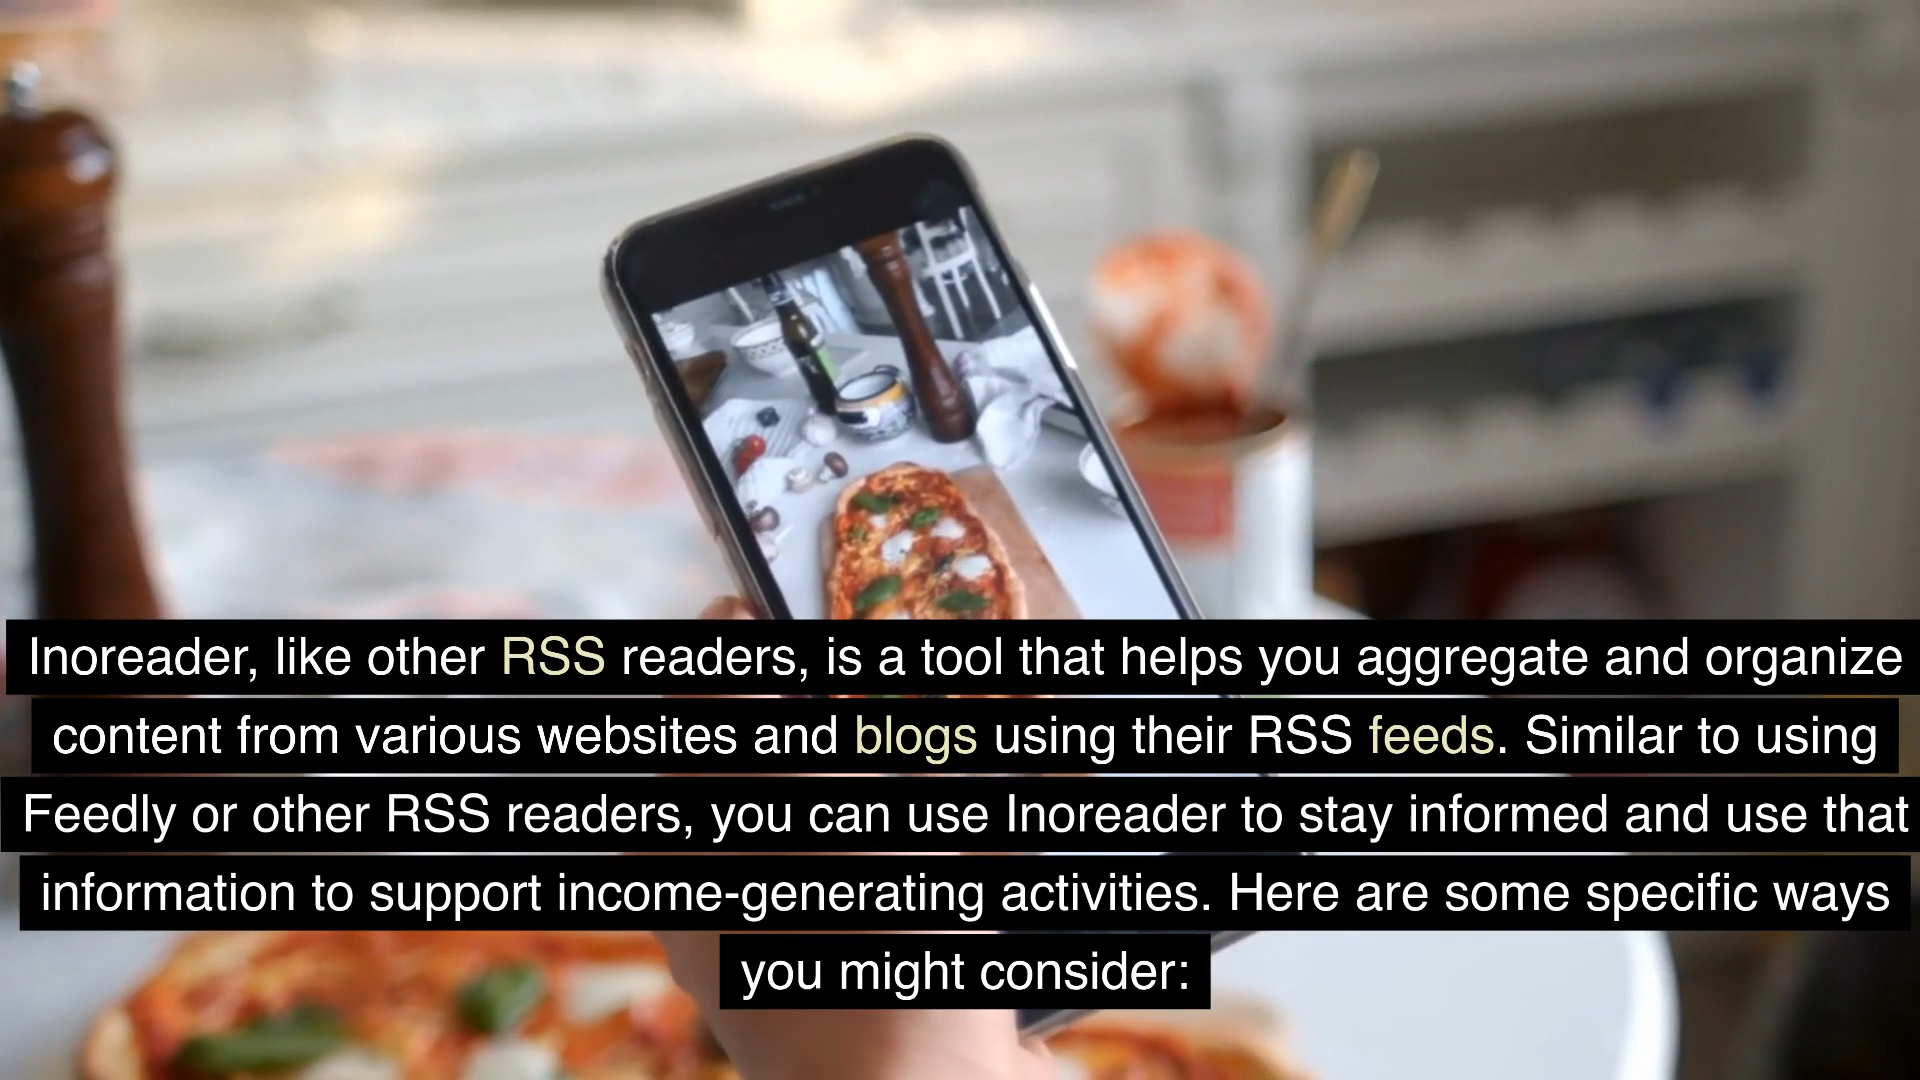 Inoreader, like other RSS readers, is a tool that helps you aggregate and organize
content from various websites and blogs using their RSS feeds. Similar to using
Feedly or other RSS readers, you can use Inoreader to stay informed and use that
information to support income-generating activities. Here are some specific ways
you might consider: